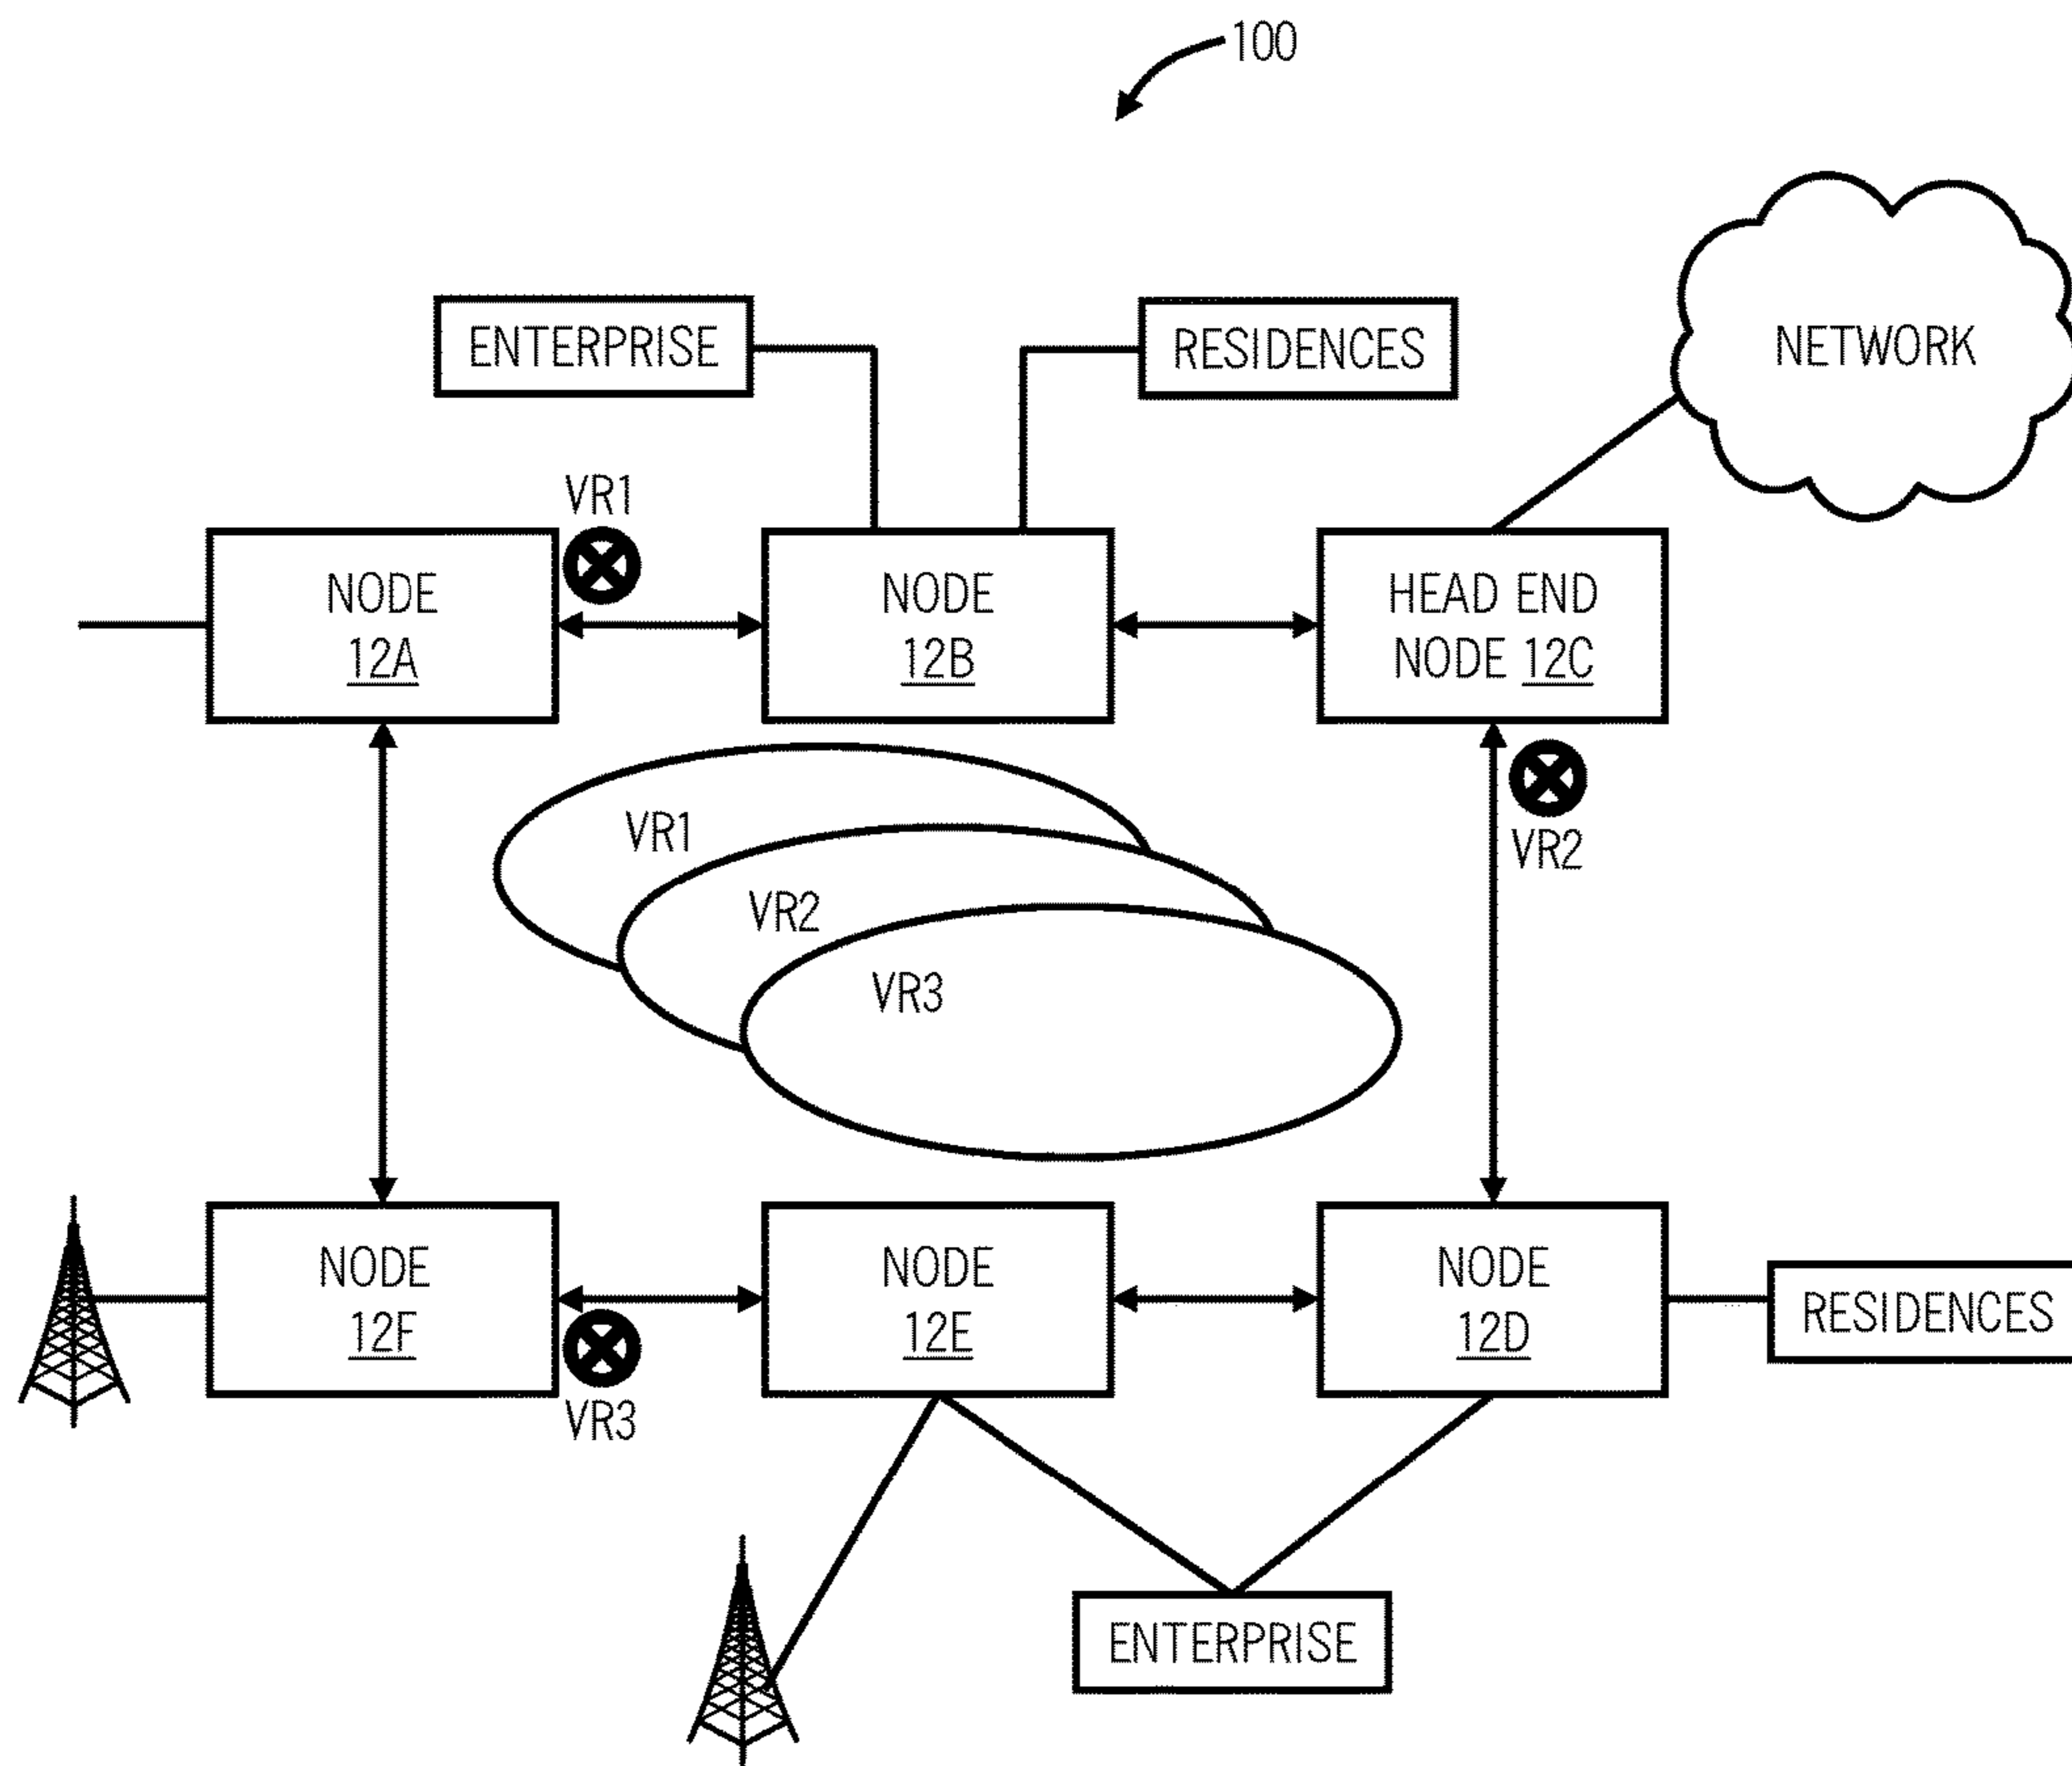 100
ENTERPRISE
RESIDENCES
NETWORK
VR1
NODE
12A
NODE
12B
HEAD END
NODE 12C
VR1
VR2
VR2
VR3
NODE
12F
NODE
12E
NODE
12D
RESIDENCES
VR3
ENTERPRISE